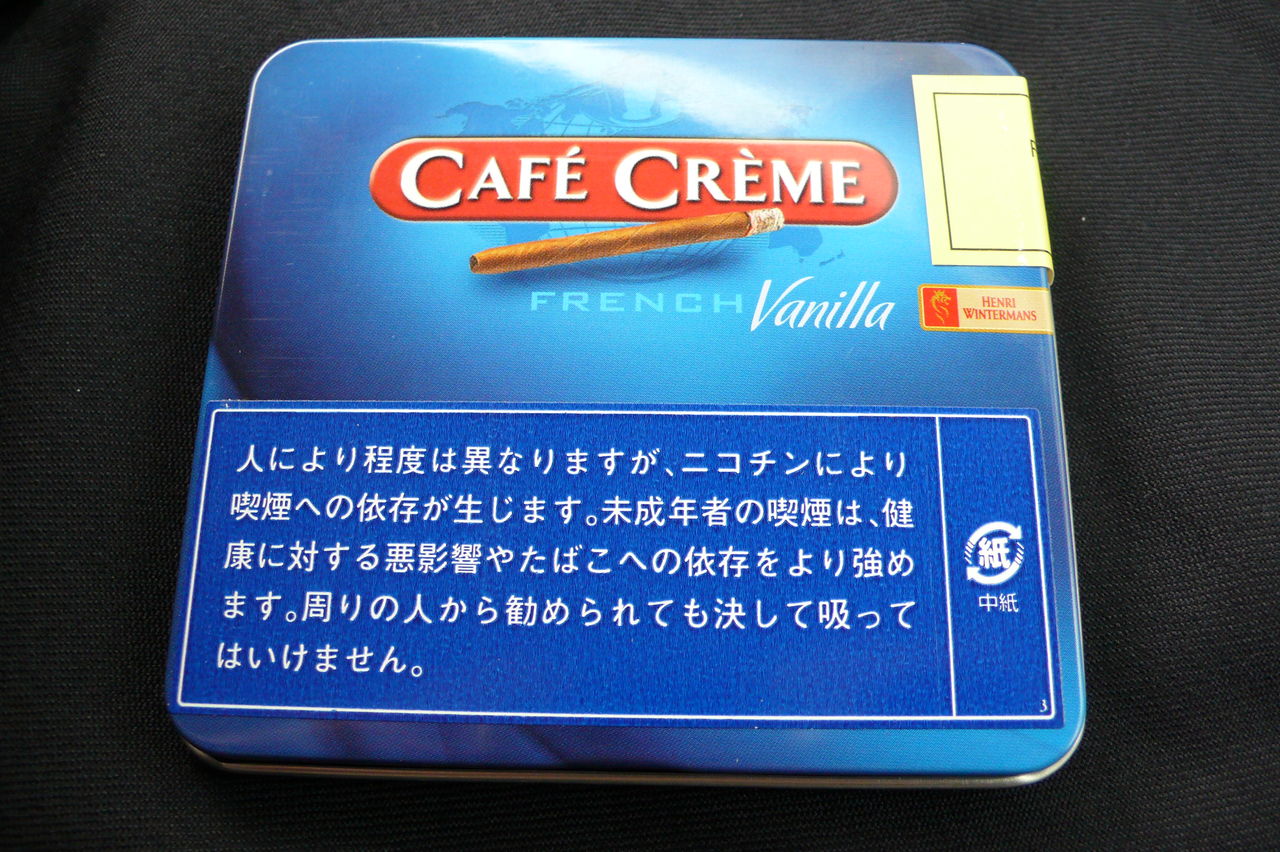 CAFÉ CRÈME
FRENCH Vanilla
HENRI
WINTERMANS
人により程度は異なりますが、ニコチンにより
喫煙への依存が生じます。未成年者の喫煙は、健
康に対する悪影響やたばこへの依存をより強め
ます。周りの人から勧められても決して吸って
はいけません。
紙
中紙
3